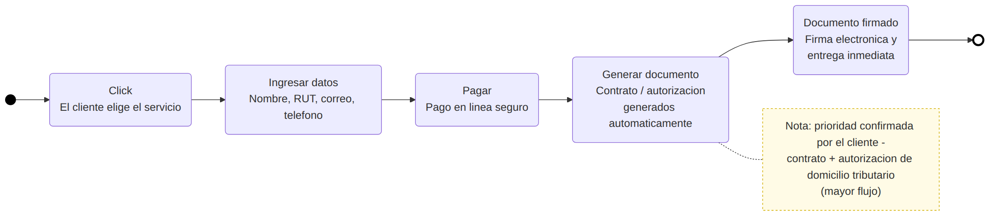 Click
El cliente elige el servicio
Ingresar datos
Nombre, RUT, correo,
telefono
Pagar
Pago en linea seguro
Generar documento
Contrato / autorizacion
generados
automaticamente
Documento firmado
Firma electronica y
entrega inmediata
Nota: prioridad confirmada
por el cliente -
contrato + autorizacion de
domicilio tributario
(mayor flujo)